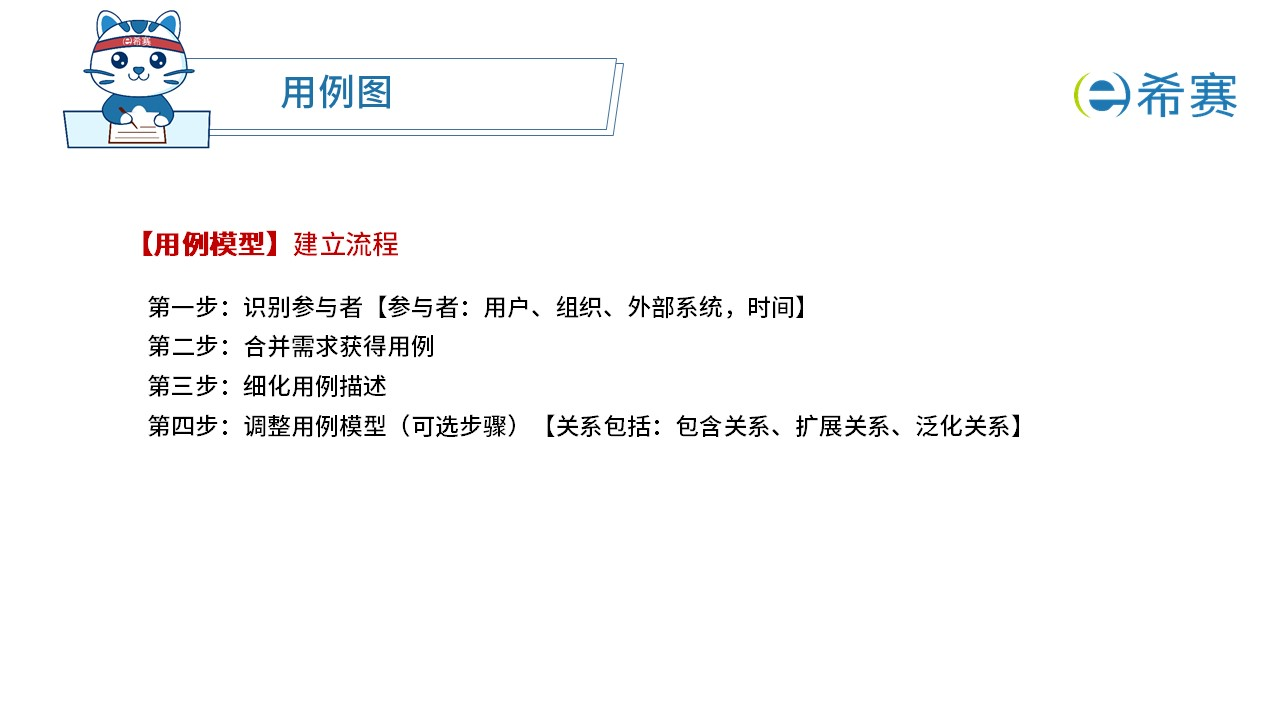 希赛
用例图
希赛
【用例模型】建立流程
第一步：识别参与者【参与者：用户、组织、外部系统，时间】
第二步：合并需求获得用例
第三步：细化用例描述
第四步：调整用例模型（可选步骤）【关系包括：包含关系、扩展关系、泛化关系】